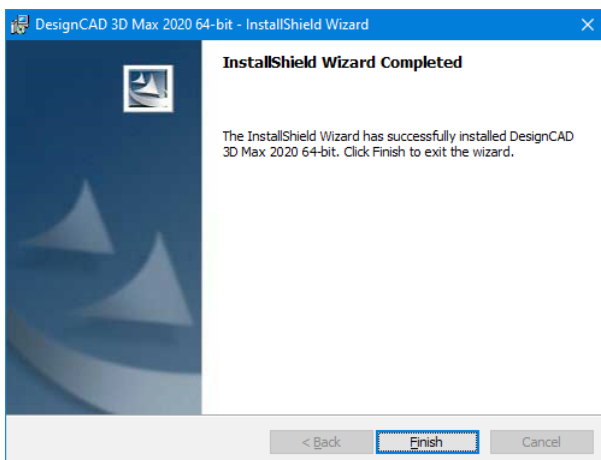 DesignCAD 3D Max 2020 64-bit - InstallShield Wizard
InstallShield Wizard Completed
The InstallShield Wizard has successfully installed DesignCAD
3D Max 2020 64-bit. Click Finish to exit the wizard.
< Back Finish Cancel